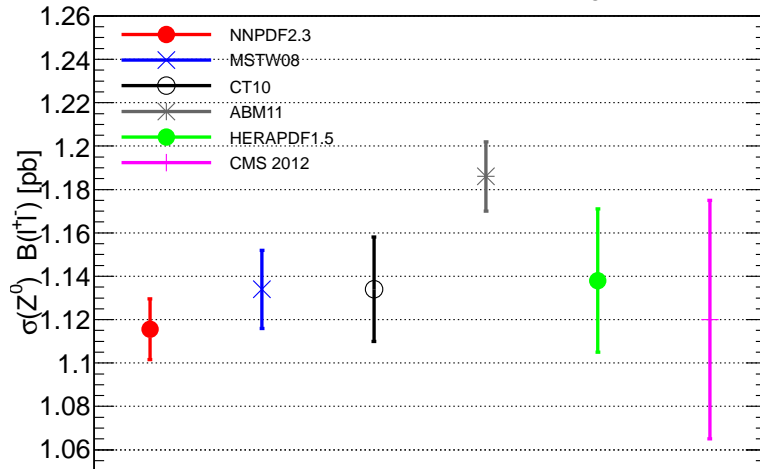 1.26
1.24
1.22
1.2
1.18
1.16
1.14
1.12
1.1
1.08
1.06
σ(Z⁰) B(l⁺l⁻) [pb]
NNPDF2.3
MSTW08
CT10
ABM11
HERAPDF1.5
CMS 2012